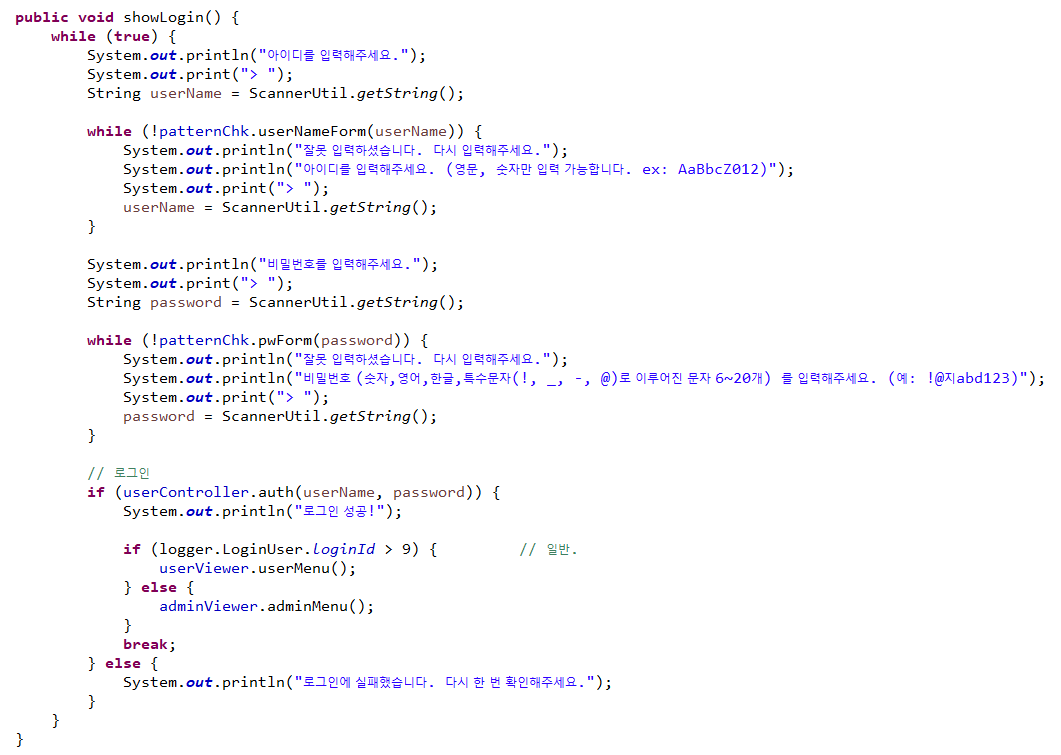 public void showLogin() {
while (true) {
System.out.println("아이디를 입력해주세요.");
System.out.print("> ");
String userName = ScannerUtil.getString();
while (!patternChk.userNameForm(userName)) {
System.out.println("잘못 입력하셨습니다. 다시 입력해주세요.");
System.out.println("아이디를 입력해주세요. (영문, 숫자만 입력 가능합니다. ex: AaBbcZ012)");
System.out.print("> ");
userName = ScannerUtil.getString();
}
System.out.println("비밀번호를 입력해주세요.");
System.out.print("> ");
String password = ScannerUtil.getString();
while (!patternChk.pwForm(password)) {
System.out.println("잘못 입력하셨습니다. 다시 입력해주세요.");
System.out.println("비밀번호 (숫자,영어,한글,특수문자(!, _, -, @)로 이루어진 문자 6~20개) 를 입력해주세요. (예: !@지abd123)");
System.out.print("> ");
password = ScannerUtil.getString();
}
// 로그인
if (userController.auth(userName, password)) {
System.out.println("로그인 성공!");
if (logger.LoginUser.loginId > 9) { // 일반.
userViewer.userMenu();
} else {
adminViewer.adminMenu();
}
break;
} else {
System.out.println("로그인에 실패했습니다. 다시 한 번 확인해주세요.");
}
}
}